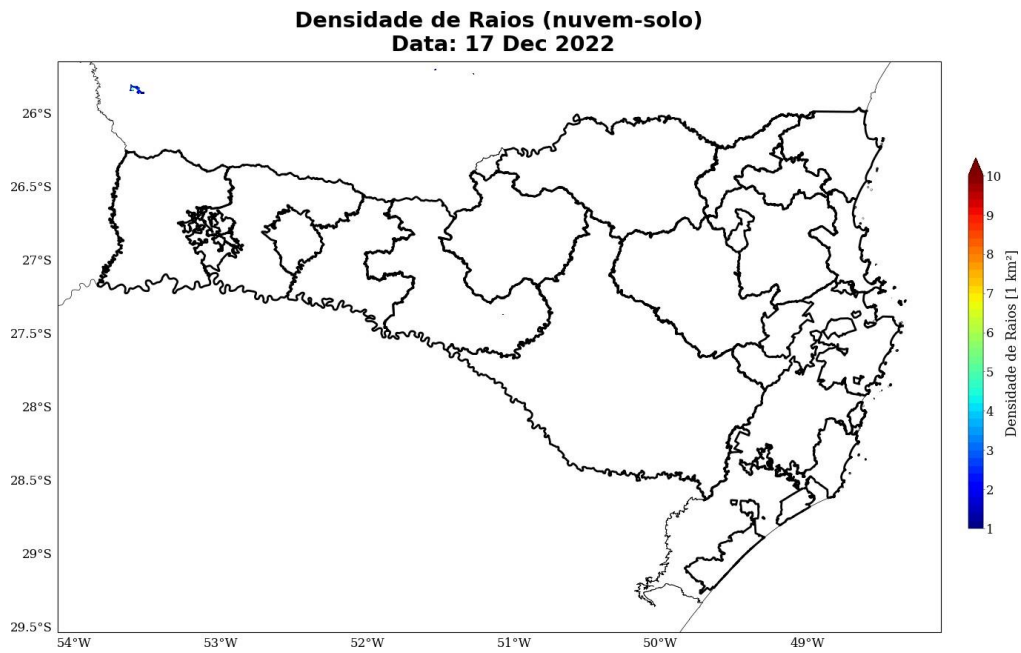 Densidade de Raios (nuvem-solo)
Data: 17 Dec 2022
26°S
26.5°S
27°S
27.5°S
28°S
28.5°S
29°S
29.5°S
54°W
53°W
52°W
51°W
50°W
49°W
10
9
8
7
6
5
4
3
2
1
Densidade de Raios [1 km²]